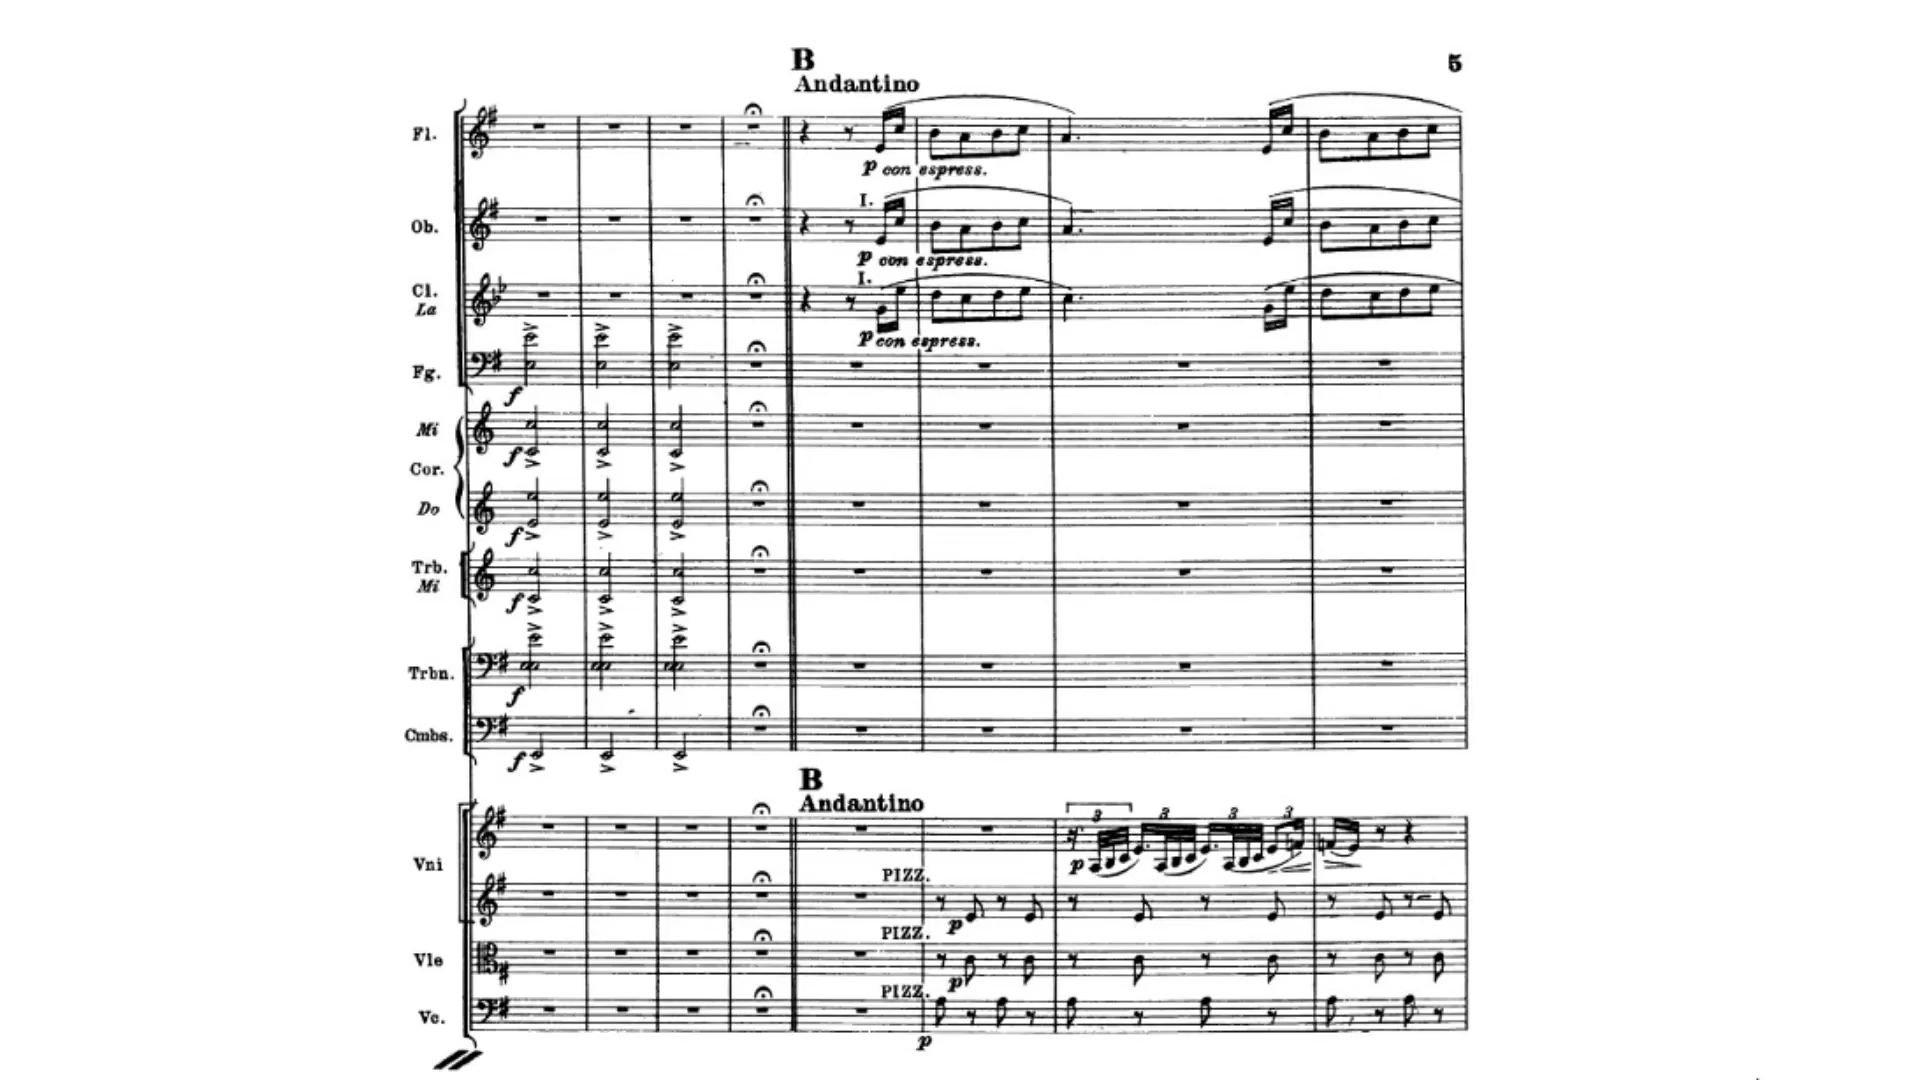 B
Andantino
5
Fl.
p con espress.
I.
Ob.
p con espress.
I.
Cl.
La
p con espress.
Fg.
f
Mi
f
Cor.
Do
f
Trb.
Mi
f
Trbn.
f
Cmbs.
f
B
Andantino
3 3 3 3
p
Vni
PIZZ.
p
PIZZ.
Vle
p
PIZZ.
Vc.
p